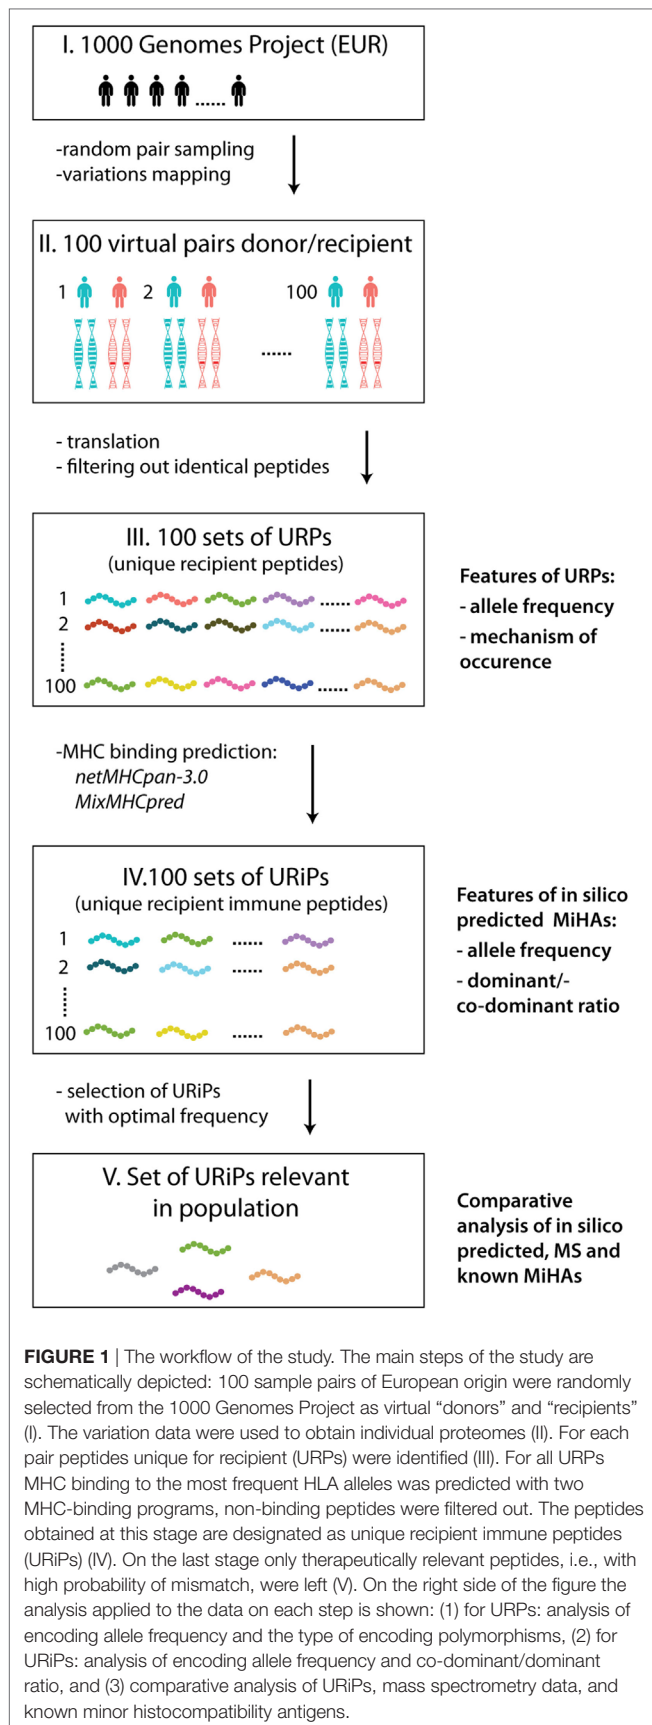 I. 1000 Genomes Project (EUR)
......
-random pair sampling
-variations mapping
II. 100 virtual pairs donor/recipient
1 2 100
......
- translation
- filtering out identical peptides
III. 100 sets of URPs
(unique recipient peptides)
1 ......
2 ......
......
100 ......
Features of URPs:
- allele frequency
- mechanism of
occurence
-MHC binding prediction:
netMHCpan-3.0
MixMHCpred
IV.100 sets of URiPs
(unique recipient immune peptides)
1 ......
2 ......
......
100 ......
Features of in silico
predicted MiHAs:
- allele frequency
- dominant/-
co-dominant ratio
- selection of URiPs
with optimal frequency
V. Set of URiPs relevant
in population
Comparative
analysis of in silico
predicted, MS and
known MiHAs
FIGURE 1 | The workflow of the study. The main steps of the study are
schematically depicted: 100 sample pairs of European origin were randomly
selected from the 1000 Genomes Project as virtual “donors” and “recipients”
(I). The variation data were used to obtain individual proteomes (II). For each
pair peptides unique for recipient (URPs) were identified (III). For all URPs
MHC binding to the most frequent HLA alleles was predicted with two
MHC-binding programs, non-binding peptides were filtered out. The peptides
obtained at this stage are designated as unique recipient immune peptides
(URiPs) (IV). On the last stage only therapeutically relevant peptides, i.e., with
high probability of mismatch, were left (V). On the right side of the figure the
analysis applied to the data on each step is shown: (1) for URPs: analysis of
encoding allele frequency and the type of encoding polymorphisms, (2) for
URiPs: analysis of encoding allele frequency and co-dominant/dominant
ratio, and (3) comparative analysis of URiPs, mass spectrometry data, and
known minor histocompatibility antigens.